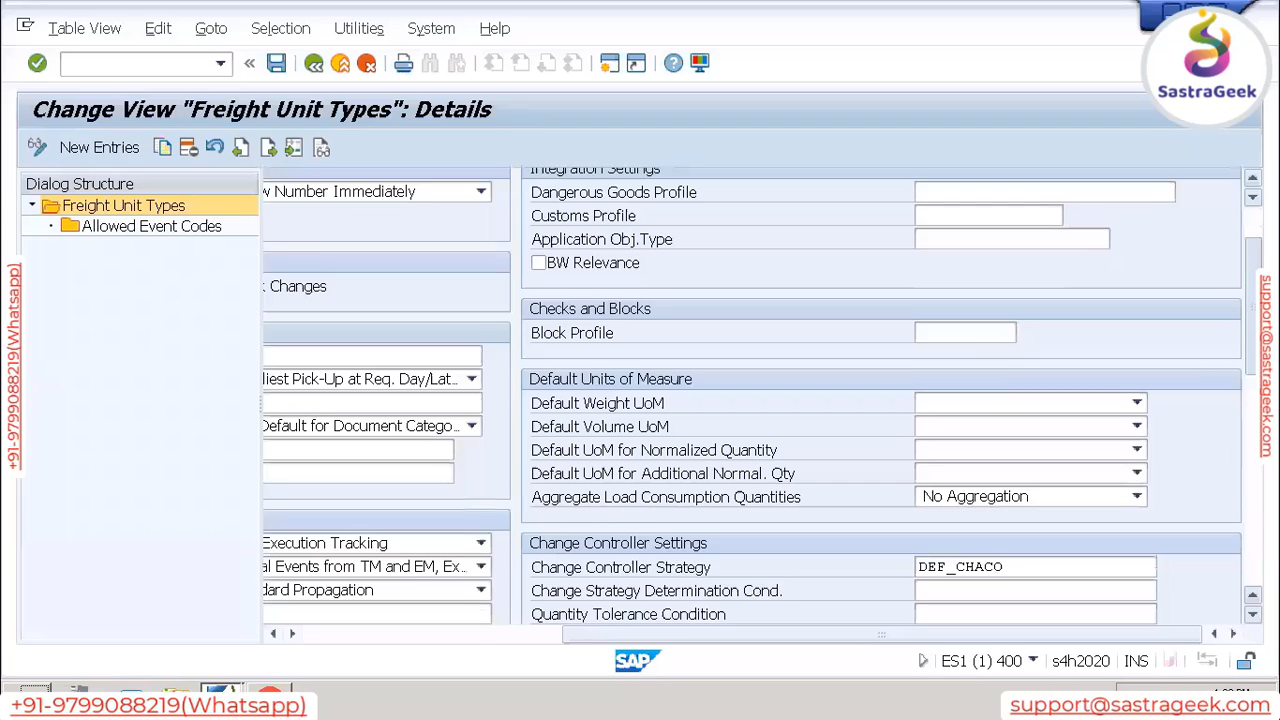 Table View Edit Goto Selection Utilities System Help
SastraGeek
Change View "Freight Unit Types": Details
New Entries
Dialog Structure
Freight Unit Types
Allowed Event Codes
w Number Immediately
Changes
liest Pick-Up at Req. Day/Lat...
Default for Document Catego...
Execution Tracking
al Events from TM and EM, Ex...
dard Propagation
Integration Settings
Dangerous Goods Profile
Customs Profile
Application Obj.Type
BW Relevance
Checks and Blocks
Block Profile
Default Units of Measure
Default Weight UoM
Default Volume UoM
Default UoM for Normalized Quantity
Default UoM for Additional Normal. Qty
Aggregate Load Consumption Quantities No Aggregation
Change Controller Settings
Change Controller Strategy DEF_CHACO
Change Strategy Determination Cond.
Quantity Tolerance Condition
SAP
ES1 (1) 400 s4h2020 INS
+91-9799088219(Whatsapp)
support@sastrageek.com
+91-9799088219(Whatsapp)
support@sastrageek.com